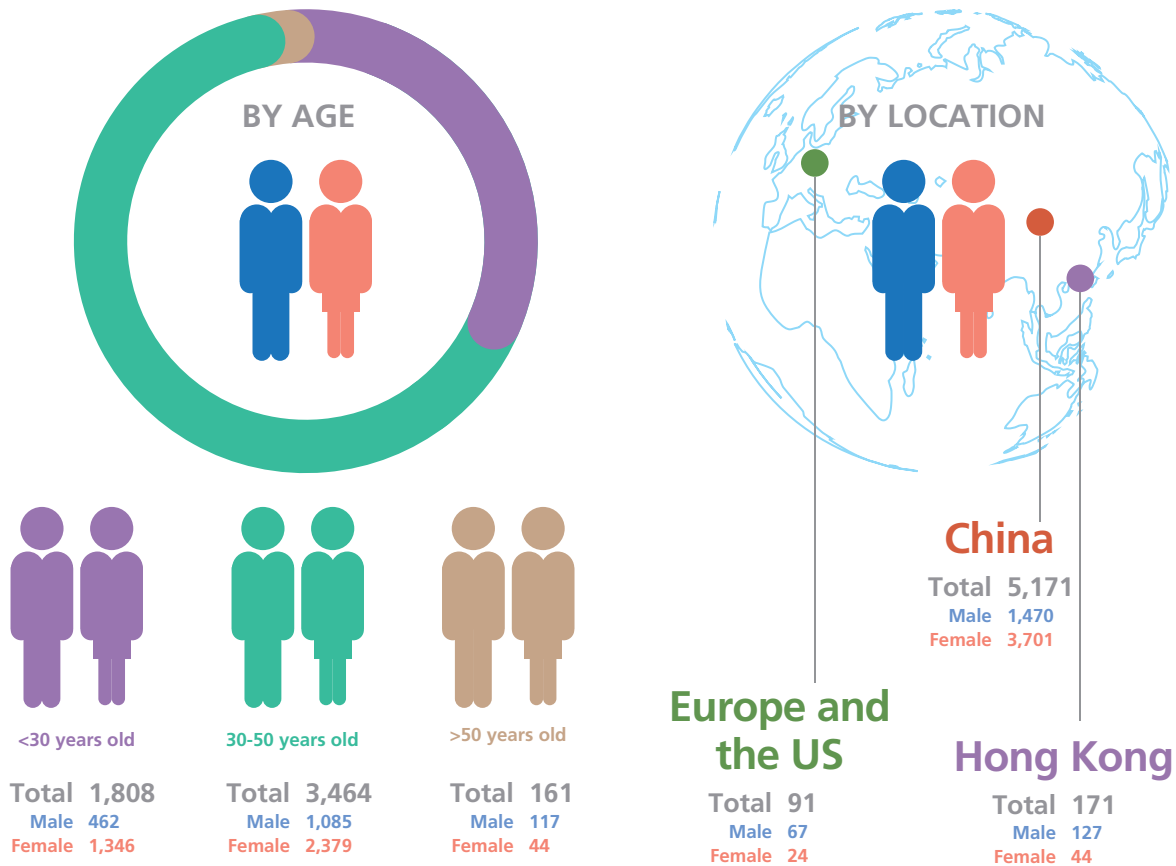 BY AGE
<30 years old
Total 1,808
Male 462
Female 1,346
30-50 years old
Total 3,464
Male 1,085
Female 2,379
>50 years old
Total 161
Male 117
Female 44
BY LOCATION
China
Total 5,171
Male 1,470
Female 3,701
Europe and
the US
Total 91
Male 67
Female 24
Hong Kong
Total 171
Male 127
Female 44